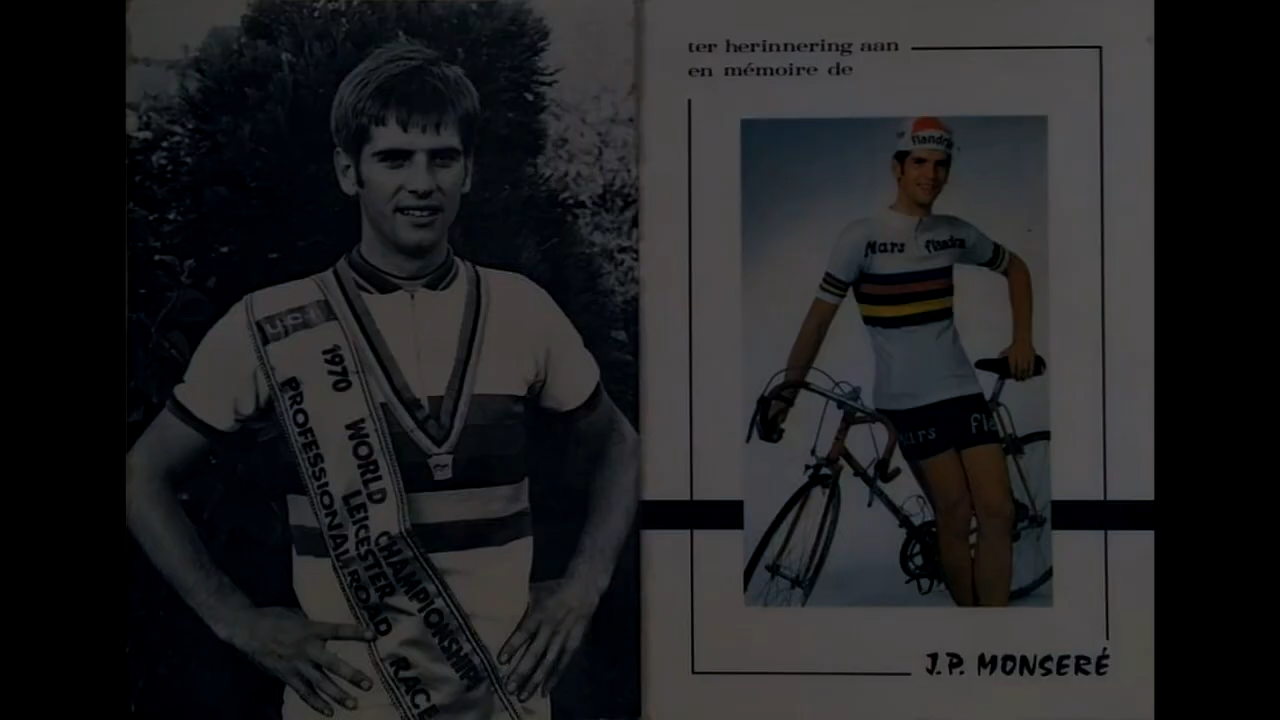 UCI
1970 WORLD CHAMPIONSHIP
LEICESTER
PROFESSIONAL ROAD RACE
ter herinnering aan
en mémoire de
flandria
Mars flandria
Mars fla
J.P. MONSERÉ